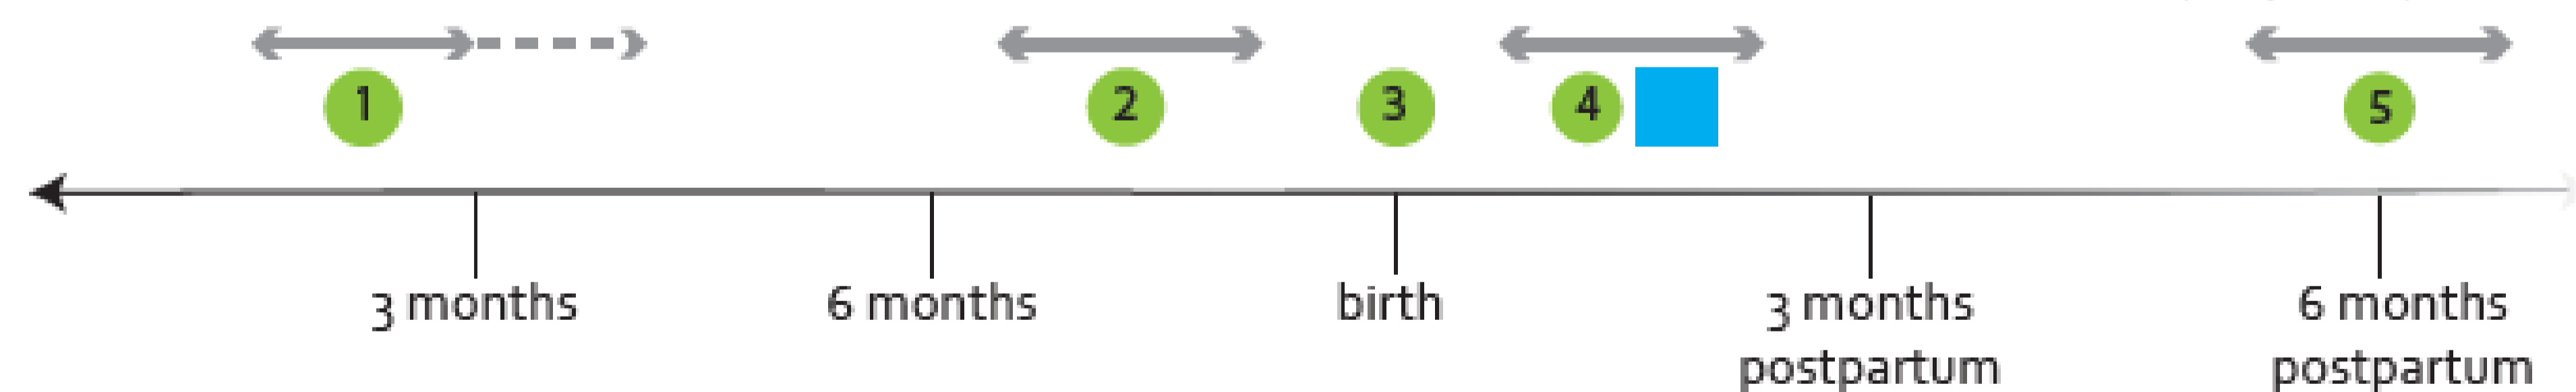 1 2 3 4 5
3 months 6 months birth 3 months 6 months
postpartum postpartum